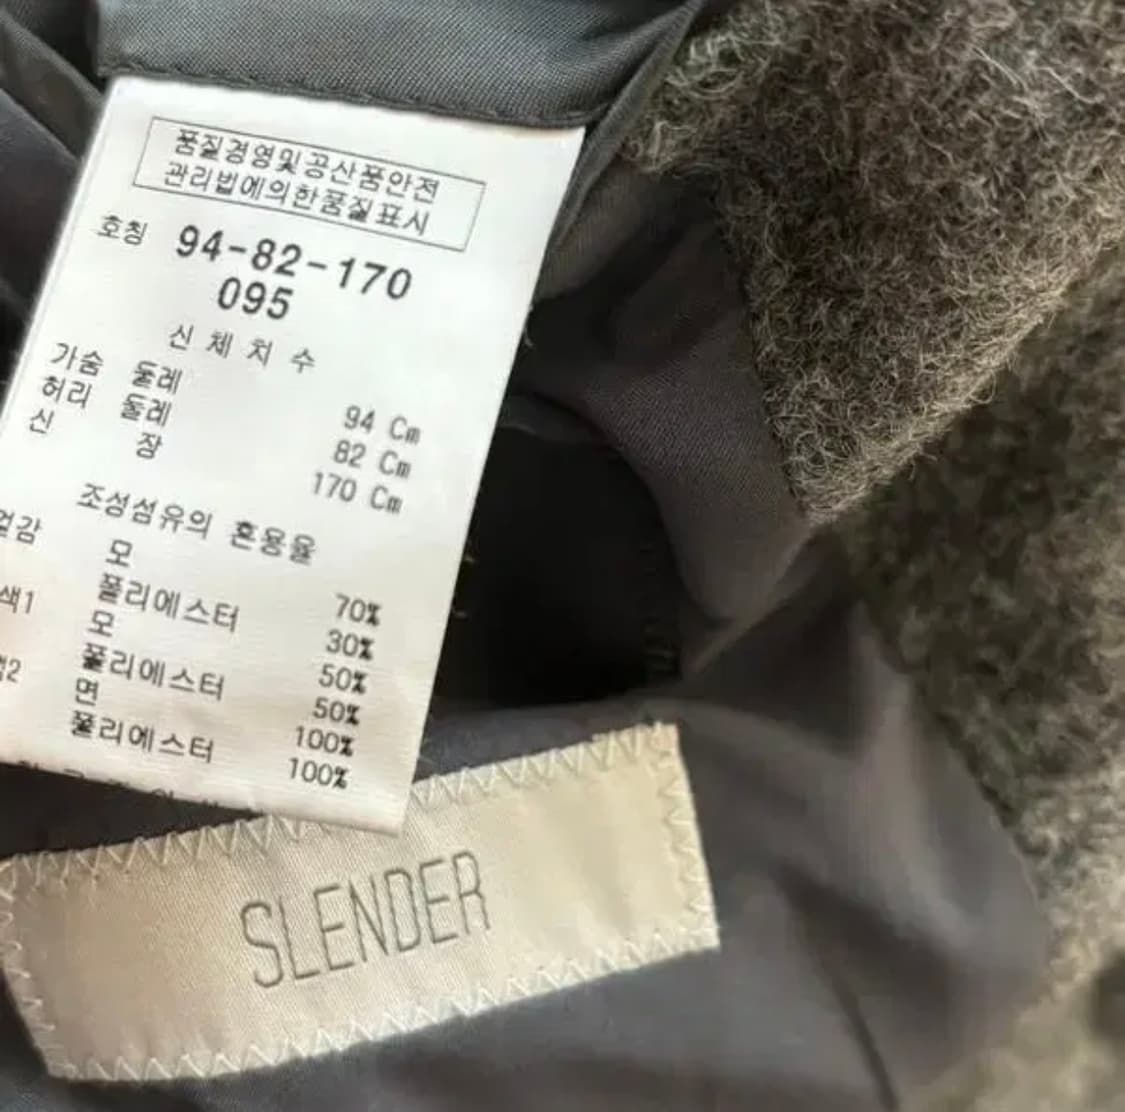 품질경영및공산품안전
관리법에의한품질표시
호칭 94-82-170
095
신 체 치 수
가슴 둘레 94 Cm
허리 둘레 82 Cm
신 장 170 Cm
조성섬유의 혼용율
모 70%
폴리에스터 30%
모 50%
폴리에스터 50%
면 100%
폴리에스터 100%
SLENDER